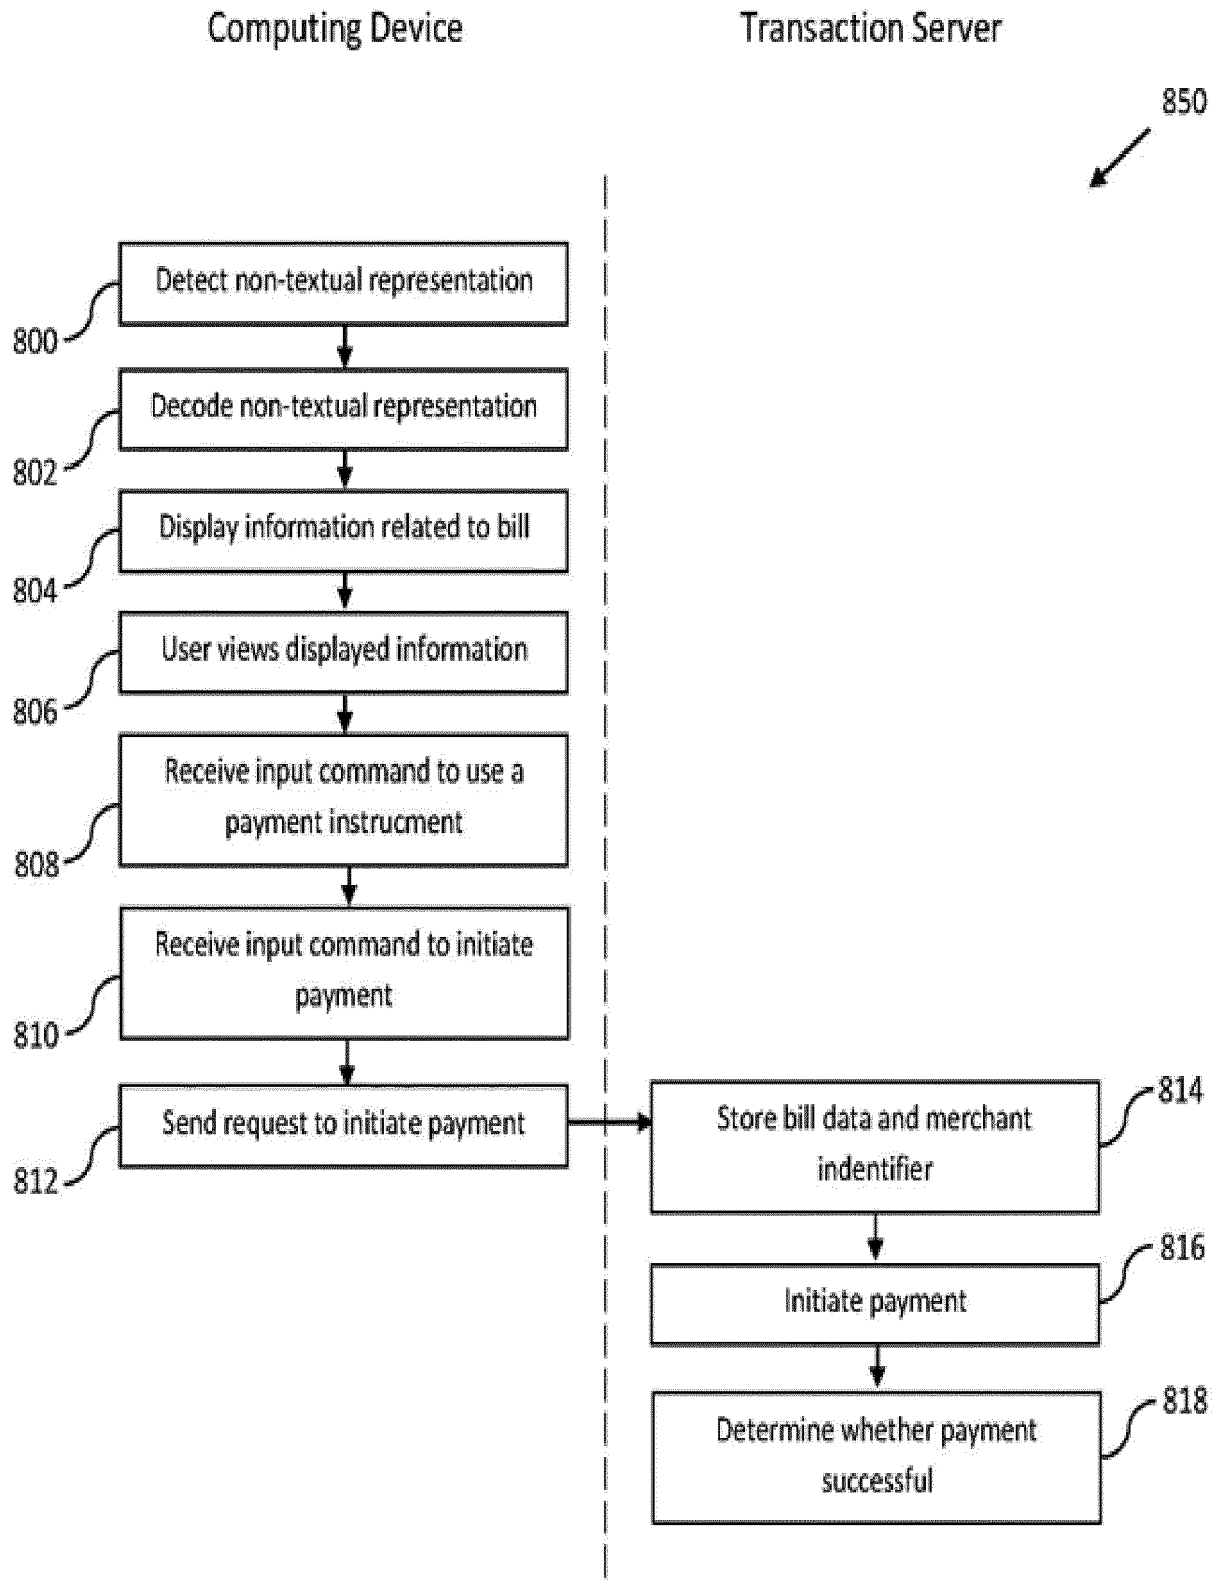 Computing Device
Transaction Server
850
Detect non-textual representation
800
Decode non-textual representation
802
Display information related to bill
804
User views displayed information
806
Receive input command to use a
payment instrucment
808
Receive input command to initiate
payment
810
Send request to initiate payment
812
Store bill data and merchant
indentifier
814
Initiate payment
816
Determine whether payment
successful
818